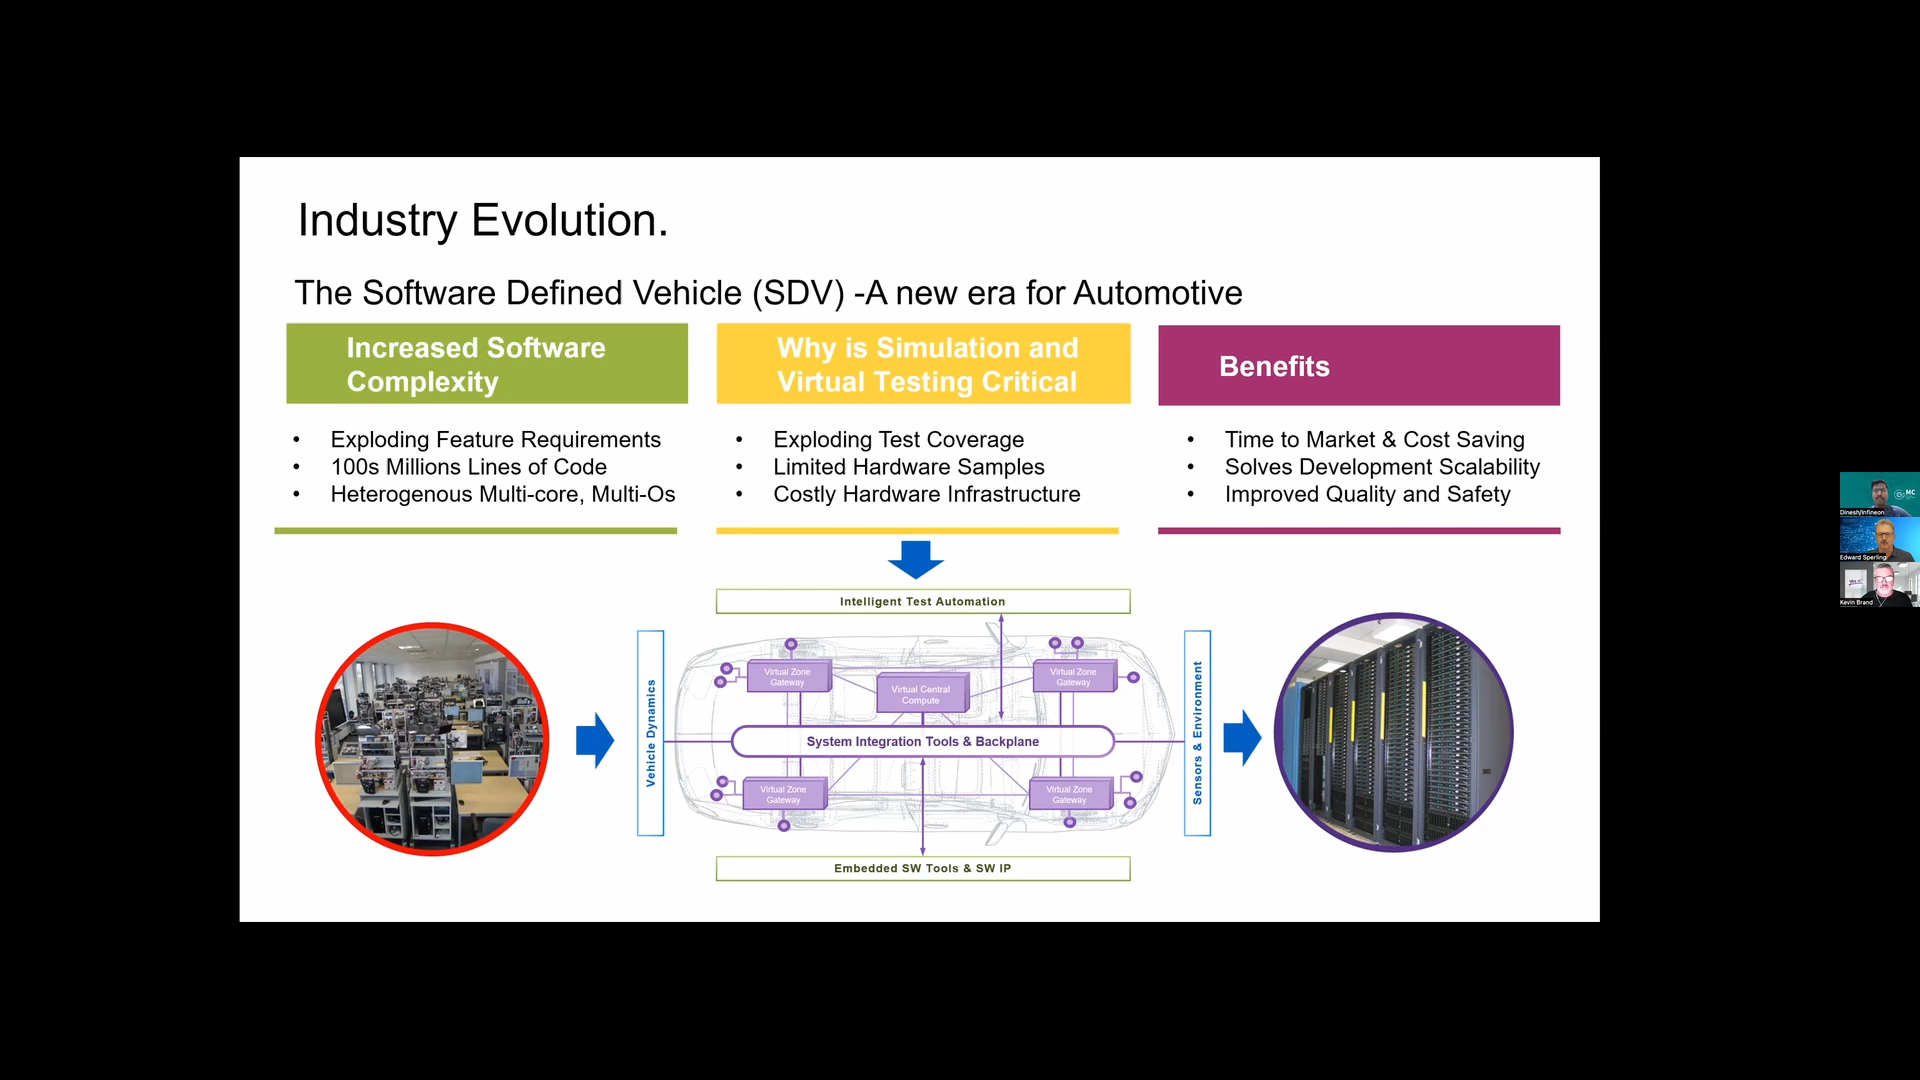 Industry Evolution.
The Software Defined Vehicle (SDV) -A new era for Automotive
Increased Software
Complexity
• Exploding Feature Requirements
• 100s Millions Lines of Code
• Heterogenous Multi-core, Multi-Os
Why is Simulation and
Virtual Testing Critical
• Exploding Test Coverage
• Limited Hardware Samples
• Costly Hardware Infrastructure
Benefits
• Time to Market & Cost Saving
• Solves Development Scalability
• Improved Quality and Safety
Intelligent Test Automation
Vehicle Dynamics
Virtual Zone
Gateway
Virtual Central
Compute
Virtual Zone
Gateway
System Integration Tools & Backplane
Virtual Zone
Gateway
Virtual Zone
Gateway
Sensors & Environment
Embedded SW Tools & SW IP
MC
Dinesh/Infineon
Edward Sperling
Kevin Brand